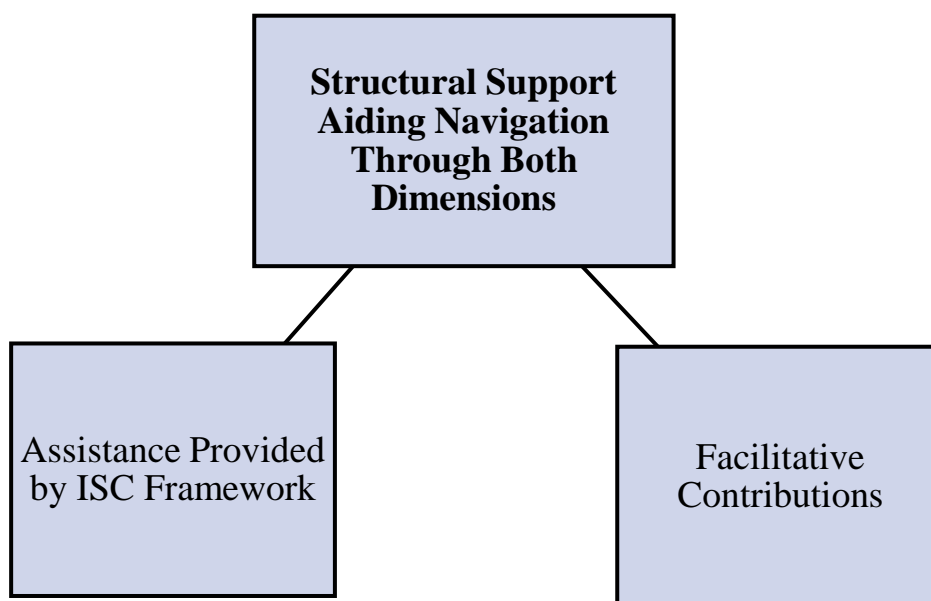 Structural Support
Aiding Navigation
Through Both
Dimensions
Assistance Provided
by ISC Framework
Facilitative
Contributions